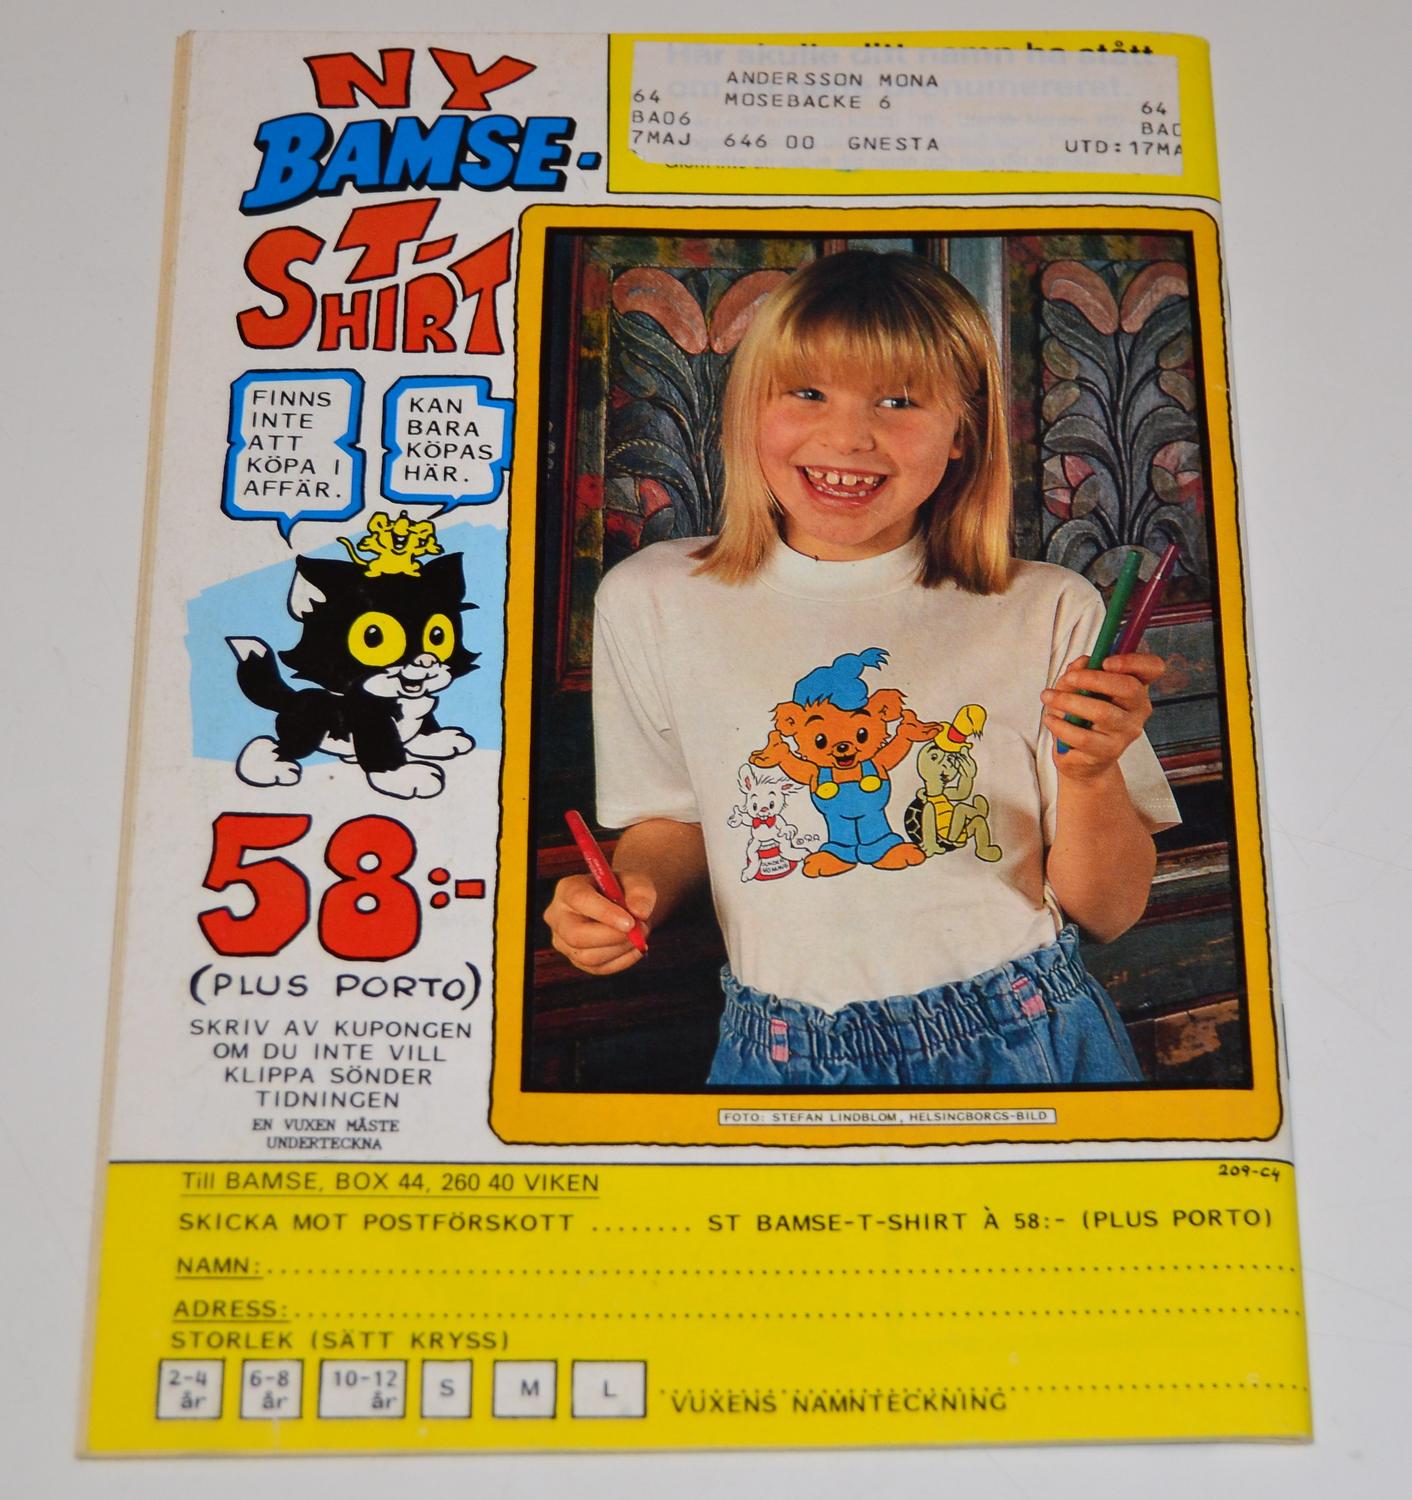 NY
BAMSE-
T-
SHIRT
ANDERSSON MONA
64 MOSEBACKE 6 64
BA06
7MAJ 646 00 GNESTA UTD:17MA
FINNS
INTE
ATT
KÖPA I
AFFÄR.
KAN
BARA
KÖPAS
HÄR.
58:-
(PLUS PORTO)
SKRIV AV KUPONGEN
OM DU INTE VILL
KLIPPA SÖNDER
TIDNINGEN
EN VUXEN MÅSTE
UNDERTECKNA
FOTO: STEFAN LINDBLOM, HELSINGBORGS-BILD
209-C4
Till BAMSE, BOX 44, 260 40 VIKEN
SKICKA MOT POSTFÖRSKOTT ........ ST BAMSE-T-SHIRT À 58:- (PLUS PORTO)
NAMN:
ADRESS:
STORLEK (SÄTT KRYSS)
2-4 år
6-8 år
10-12 år
S
M
L
VUXENS NAMNTECKNING